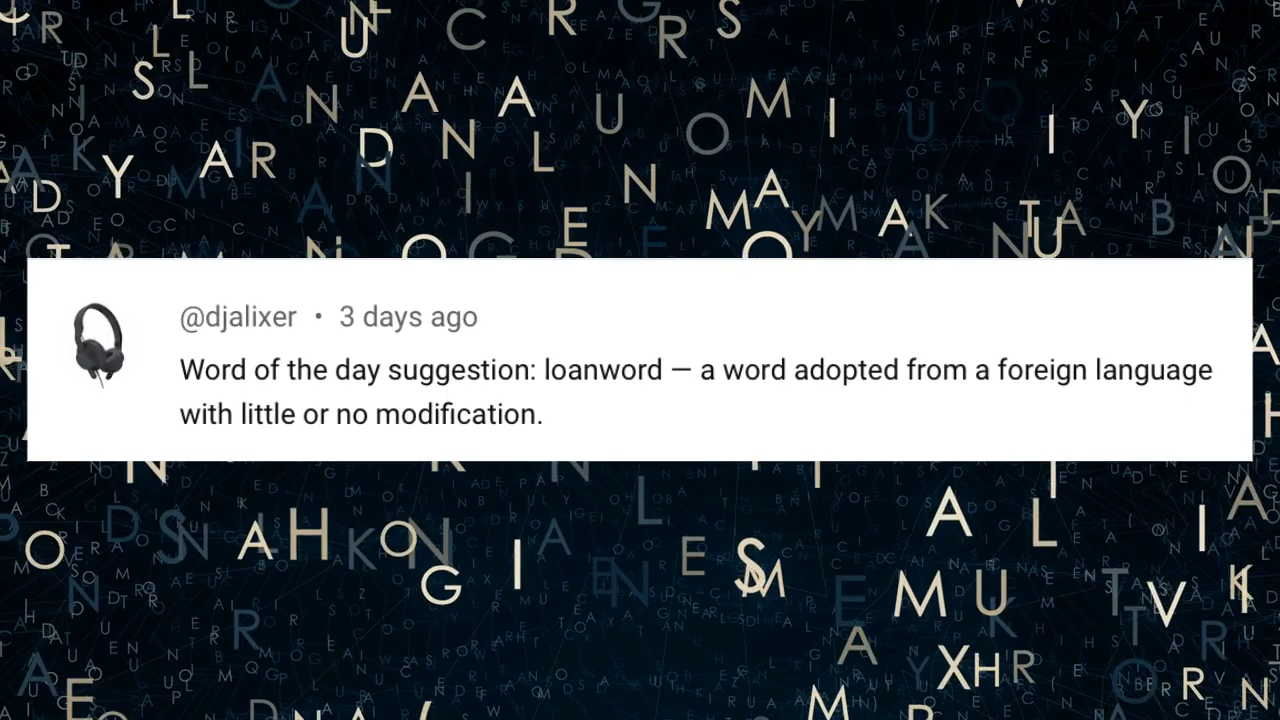 @djalixer • 3 days ago
Word of the day suggestion: loanword — a word adopted from a foreign language
with little or no modification.